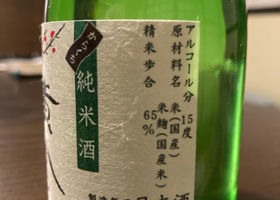 アルコール分 15度
原材料名 米(国産)
米麹(国産米)
精米歩合 65%
からくち
純米酒